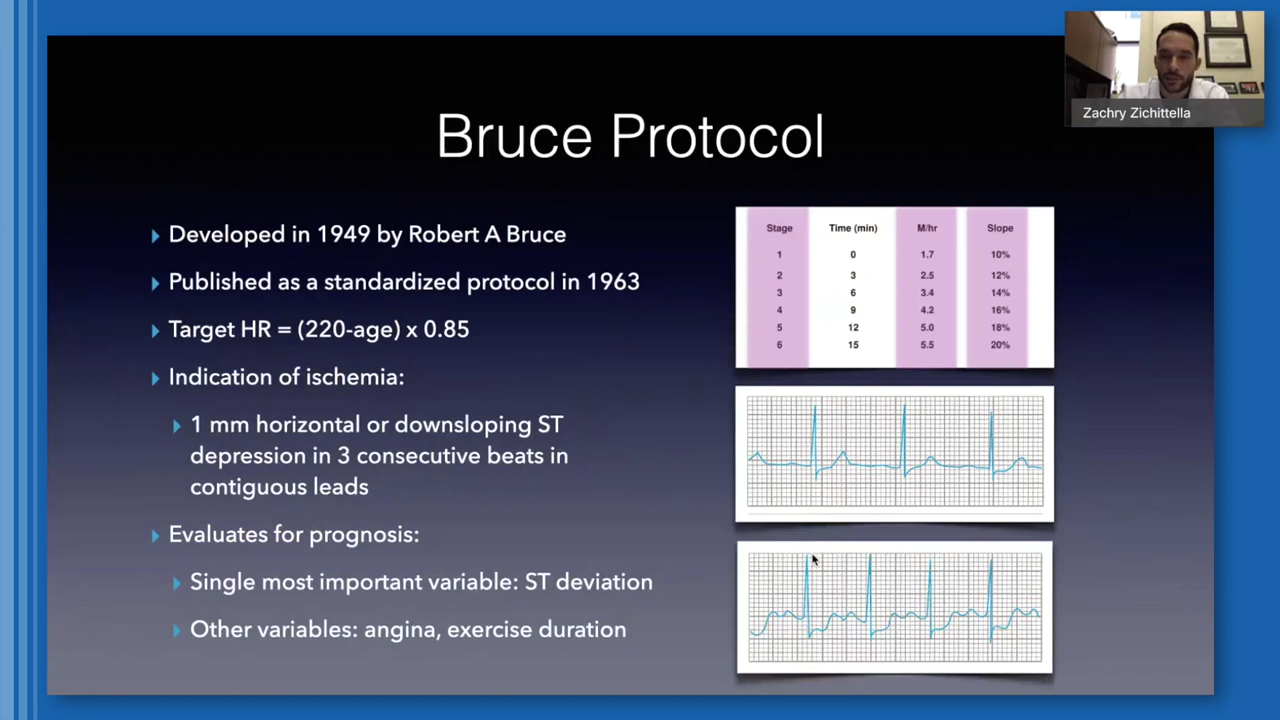 Zachry Zichittella
Bruce Protocol
Developed in 1949 by Robert A Bruce
Published as a standardized protocol in 1963
Target HR = (220-age) x 0.85
Indication of ischemia:
1 mm horizontal or downsloping ST
depression in 3 consecutive beats in
contiguous leads
Evaluates for prognosis:
Single most important variable: ST deviation
Other variables: angina, exercise duration
Stage Time (min) M/hr Slope
1 0 1.7 10%
2 3 2.5 12%
3 6 3.4 14%
4 9 4.2 16%
5 12 5.0 18%
6 15 5.5 20%